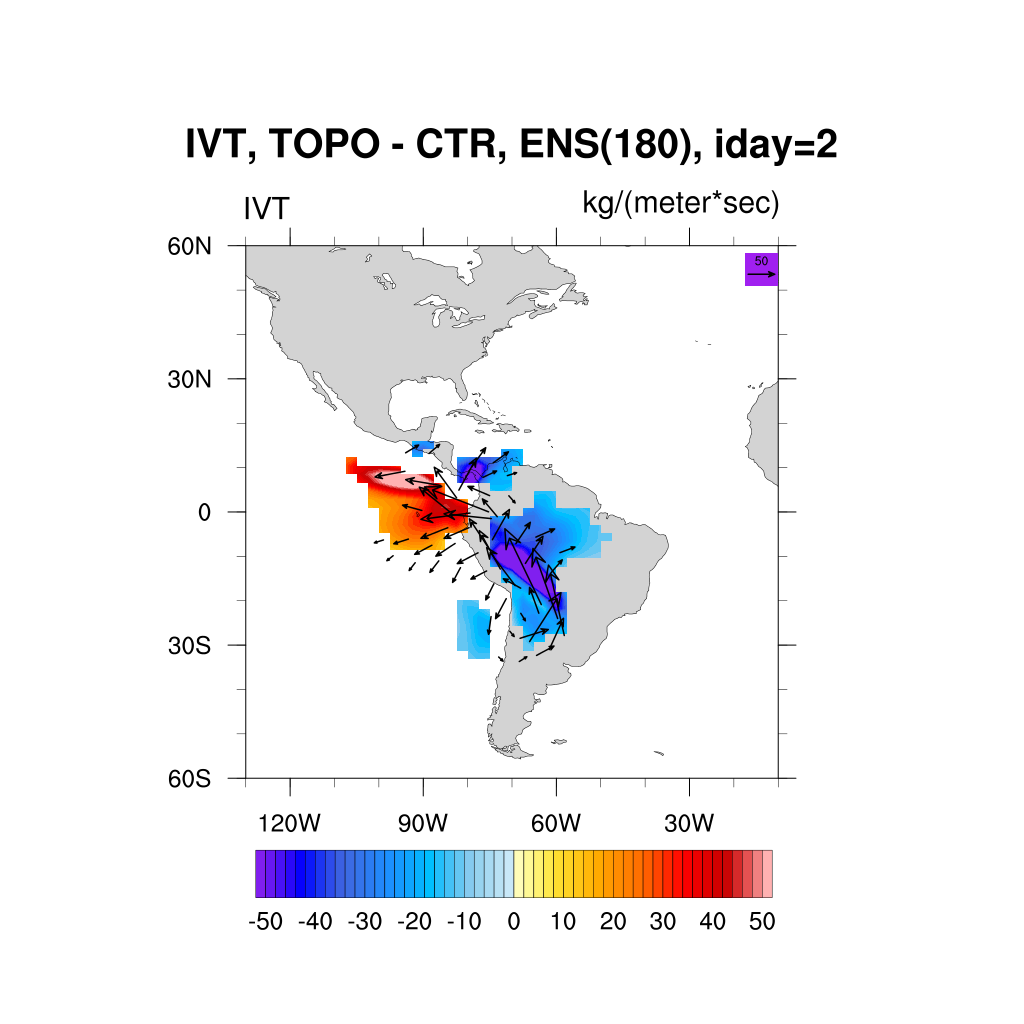 IVT, TOPO - CTR, ENS(180), iday=2
IVT kg/(meter*sec)
50
60N
30N
0
30S
60S
120W 90W 60W 30W
-50 -40 -30 -20 -10 0 10 20 30 40 50